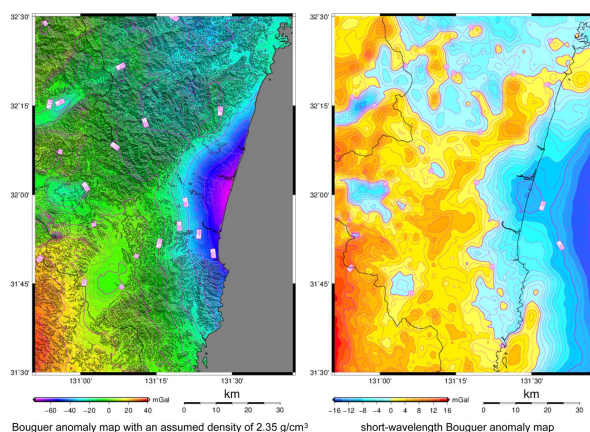 32˚30'
32˚15'
32˚00'
31˚45'
31˚30'
131˚00' 131˚15' 131˚30'
km
mGal
−60 −40 −20 0 20 40
0 10 20 30
Bouguer anomaly map with an assumed density of 2.35 g/cm³
32˚30'
32˚15'
32˚00'
31˚45'
31˚30'
131˚00' 131˚15' 131˚30'
km
mGal
−16 −12 −8 −4 0 4 8 12 16
0 10 20 30
short-wavelength Bouguer anomaly map